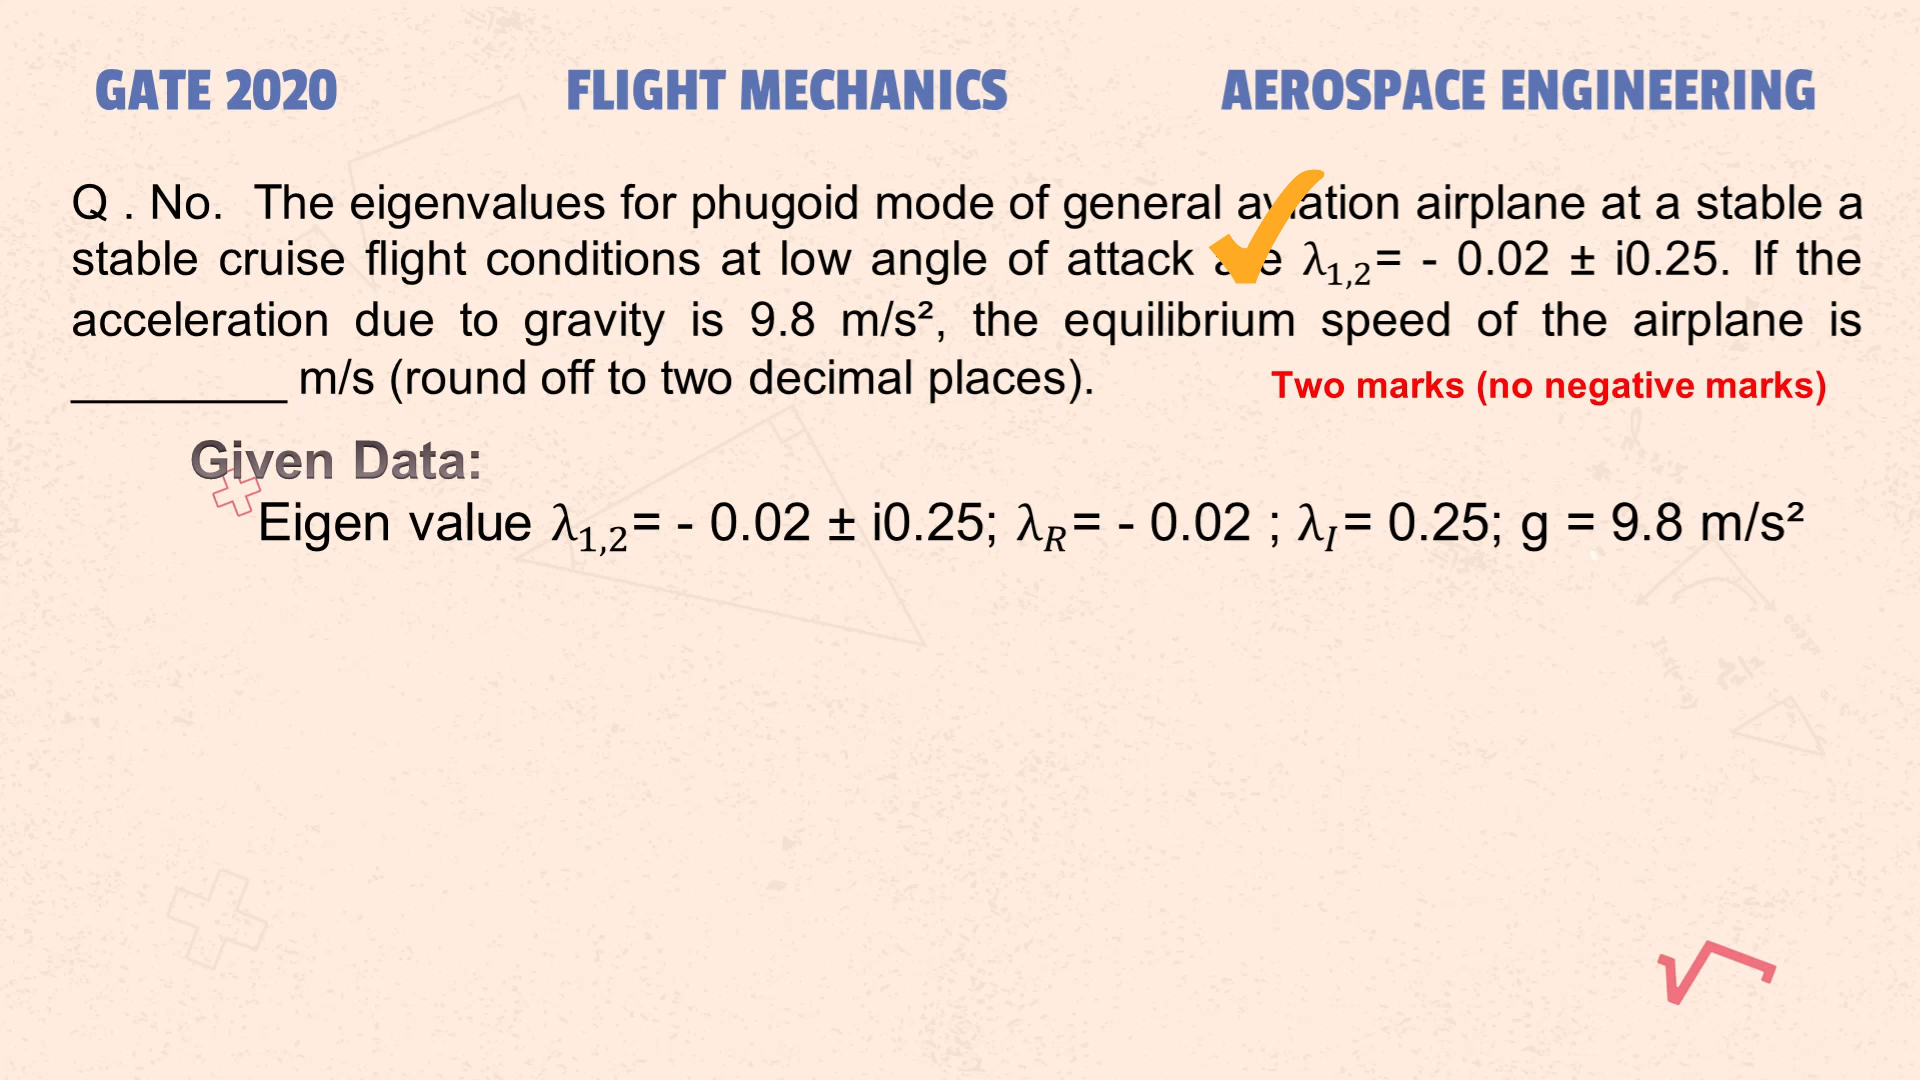 GATE 2020 FLIGHT MECHANICS AEROSPACE ENGINEERING
Q . No. The eigenvalues for phugoid mode of general aviation airplane at a stable a
stable cruise flight conditions at low angle of attack are λ₁,₂= - 0.02 ± i0.25. If the
acceleration due to gravity is 9.8 m/s², the equilibrium speed of the airplane is
_________ m/s (round off to two decimal places). Two marks (no negative marks)
Given Data:
Eigen value λ₁,₂= - 0.02 ± i0.25; λ_R= - 0.02 ; λ_I= 0.25; g = 9.8 m/s²